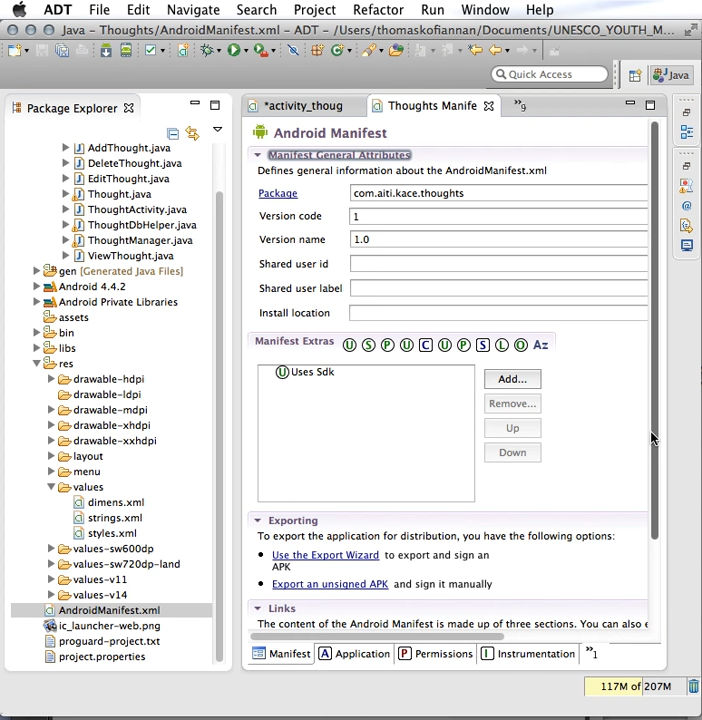 ADT File Edit Navigate Search Project Refactor Run Window Help
Java – Thoughts/AndroidManifest.xml – ADT – /Users/thomaskofiannan/Documents/UNESCO_YOUTH_M...
Quick Access
Java
Package Explorer
AddThought.java
DeleteThought.java
EditThought.java
Thought.java
ThoughtActivity.java
ThoughtDbHelper.java
ThoughtManager.java
ViewThought.java
gen [Generated Java Files]
Android 4.4.2
Android Private Libraries
assets
bin
libs
res
drawable-hdpi
drawable-ldpi
drawable-mdpi
drawable-xhdpi
drawable-xxhdpi
layout
menu
values
dimens.xml
strings.xml
styles.xml
values-sw600dp
values-sw720dp-land
values-v11
values-v14
AndroidManifest.xml
ic_launcher-web.png
proguard-project.txt
project.properties
*activity_thoug
Thoughts Manife
»9
Android Manifest
Manifest General Attributes
Defines general information about the AndroidManifest.xml
Package com.aiti.kace.thoughts
Version code 1
Version name 1.0
Shared user id
Shared user label
Install location
Manifest Extras U S P U C U P S L O Az
U Uses Sdk
Add...
Remove...
Up
Down
Exporting
To export the application for distribution, you have the following options:
• Use the Export Wizard to export and sign an
APK
• Export an unsigned APK and sign it manually
Links
The content of the Android Manifest is made up of three sections. You can also e
Manifest A Application P Permissions I Instrumentation »1
117M of 207M